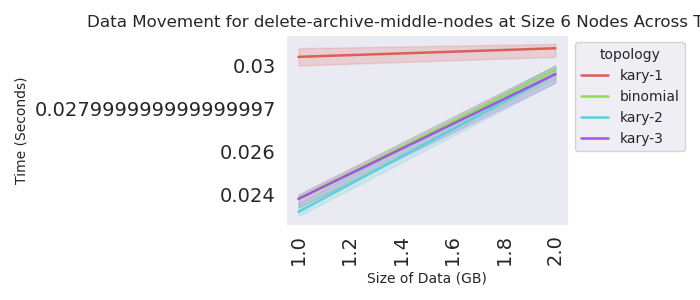 Data Movement for delete-archive-middle-nodes at Size 6 Nodes Across
Time (Seconds)
0.03
0.027999999999999997
0.026
0.024
1.0
1.2
1.4
1.6
1.8
2.0
Size of Data (GB)
topology
kary-1
binomial
kary-2
kary-3